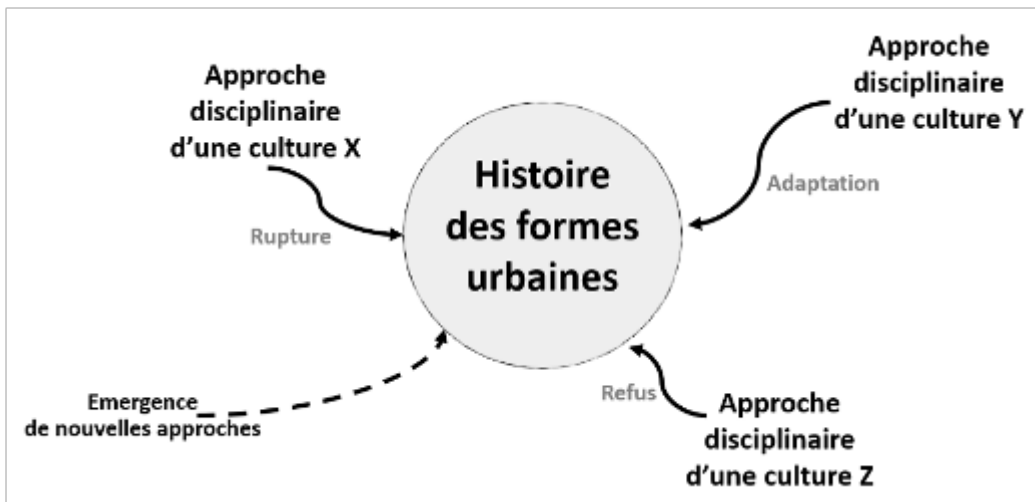 Approche
disciplinaire
d'une culture X
Rupture
Histoire
des formes
urbaines
Approche
disciplinaire
d'une culture Y
Adaptation
Emergence
de nouvelles approches
Refus
Approche
disciplinaire
d'une culture Z